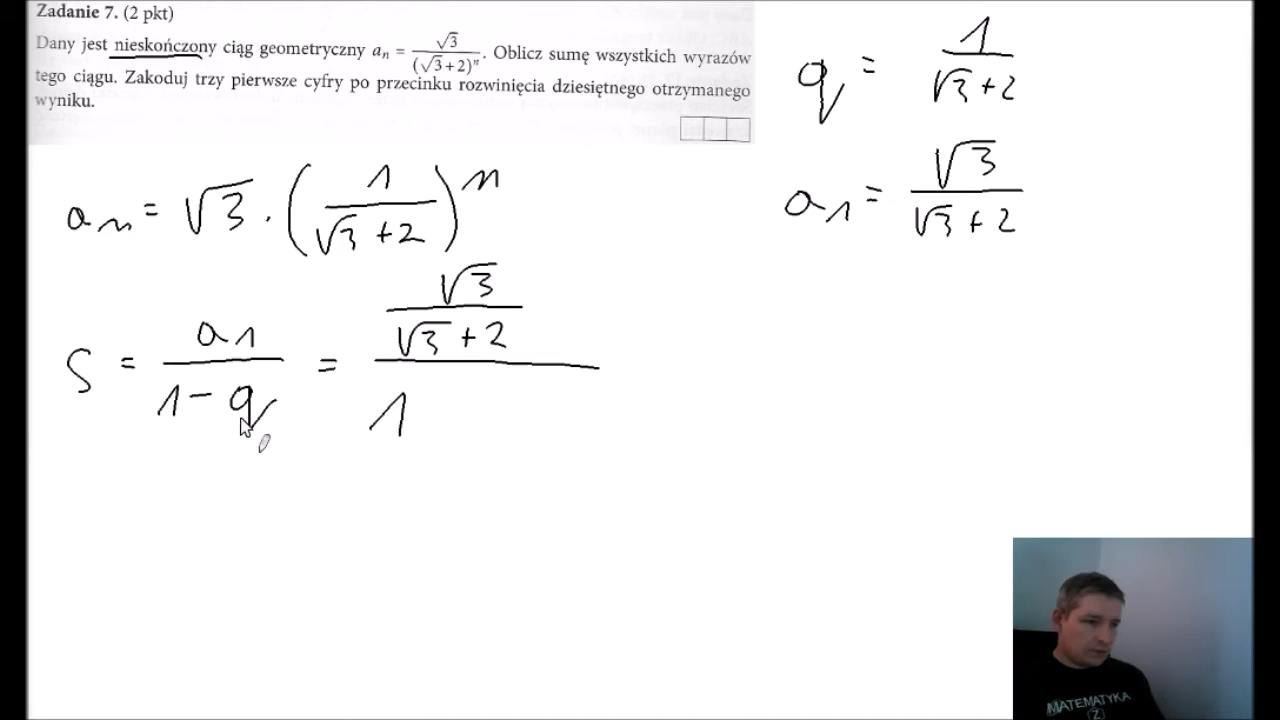 Zadanie 7. (2 pkt)
Dany jest nieskończony ciąg geometryczny aₙ = √3/(√3+2)ⁿ. Oblicz sumę wszystkich wyrazów
tego ciągu. Zakoduj trzy pierwsze cyfry po przecinku rozwinięcia dziesiętnego otrzymanego
wyniku.
q = 1/(√3+2)
a₁ = √3/(√3+2)
aₙ = √3 · (1/(√3+2))ⁿ
S = a₁/(1-q) = (√3/(√3+2))/1
MATEMATYKA
Z